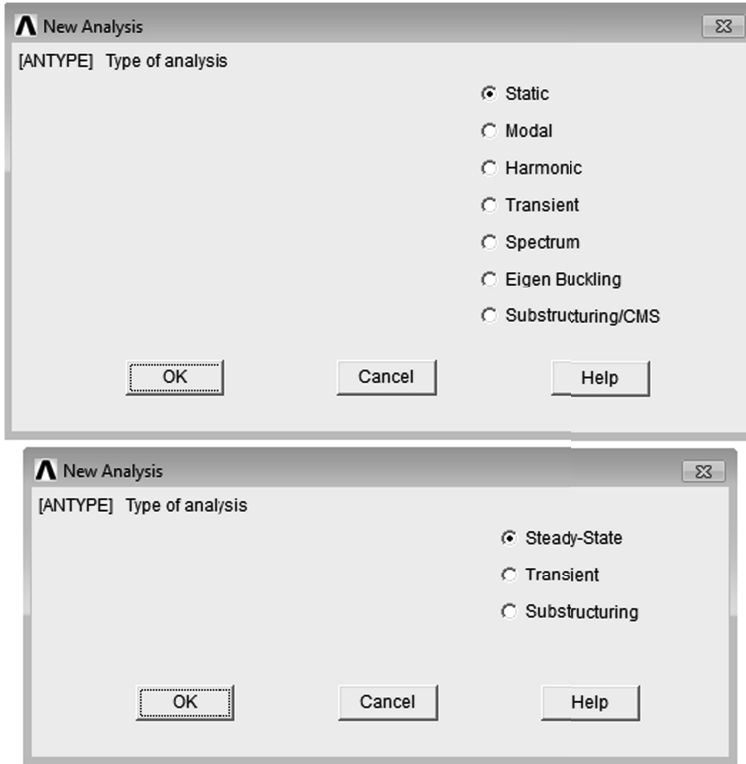 New Analysis
[ANTYPE] Type of analysis
Static
Modal
Harmonic
Transient
Spectrum
Eigen Buckling
Substructuring/CMS
OK Cancel Help
New Analysis
[ANTYPE] Type of analysis
Steady-State
Transient
Substructuring
OK Cancel Help